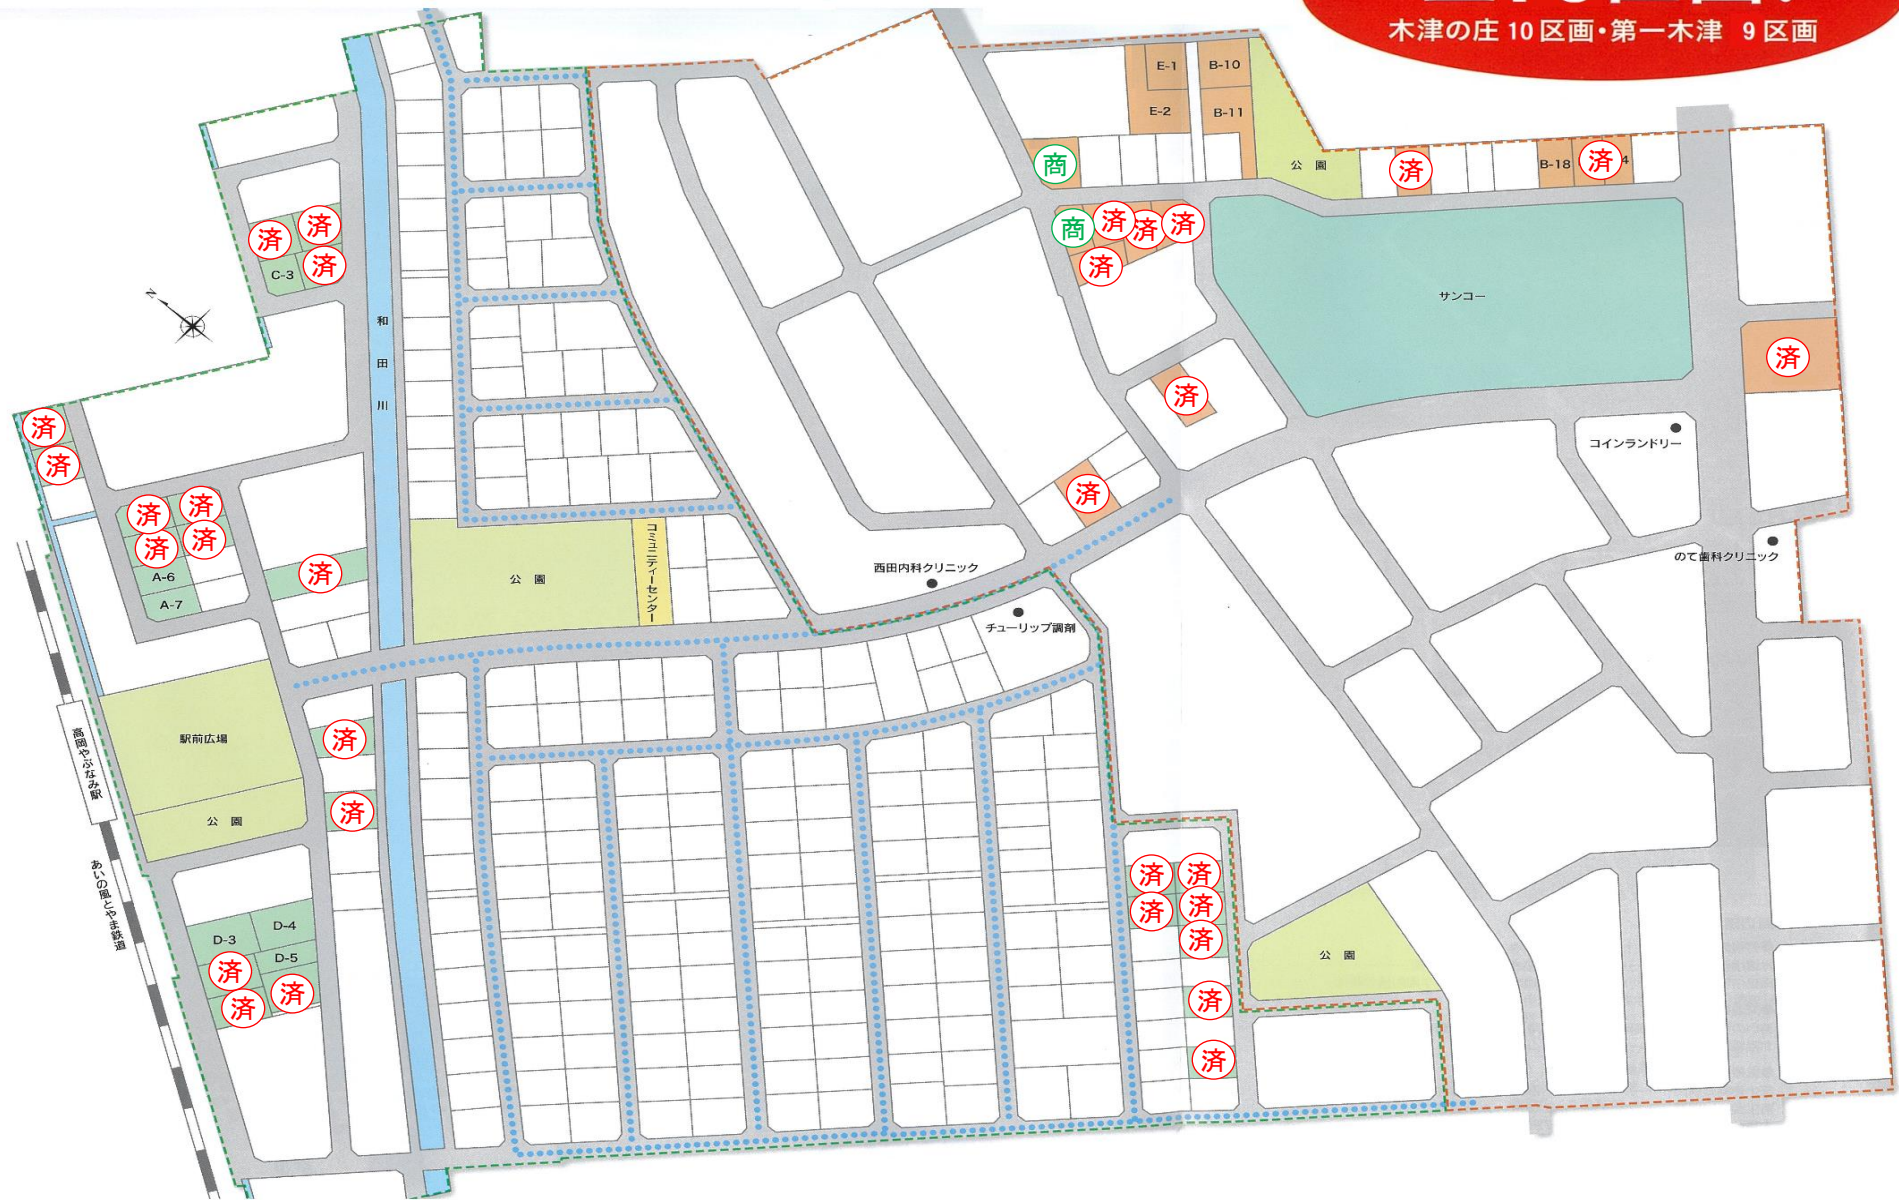 木津の庄 10区画・第一木津 9区画
E-1
B-10
E-2
B-11
商
公園
済
B-18
済
4
済
済
C-3
済
商
済
済
済
済
サンコー
N
和田川
済
済
済
済
コインランドリー
済
済
済
済
済
済
A-6
A-7
済
公園
コミュニティーセンター
西田内科クリニック
チューリップ調剤
のて歯科クリニック
駅前広場
高岡やぶなみ駅
公園
済
済
あいの風とやま鉄道
D-3
D-4
D-5
済
済
済
済
済
済
済
済
済
済
公園